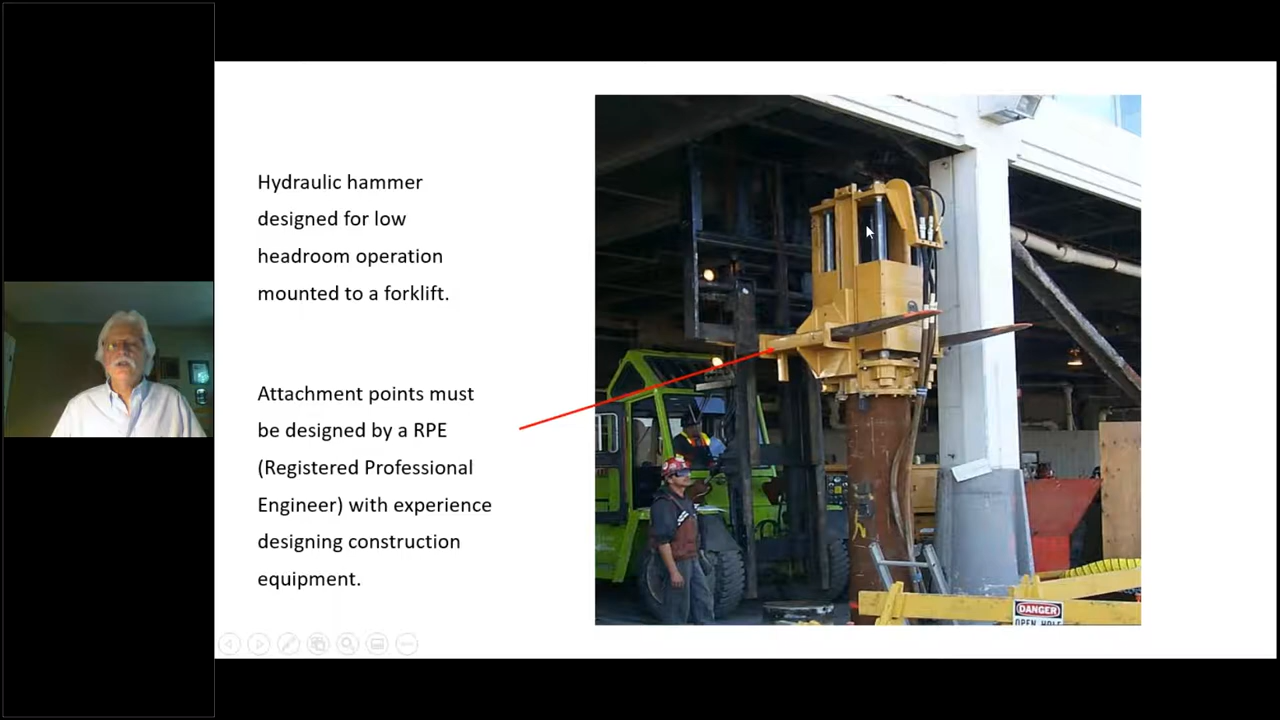 Hydraulic hammer
designed for low
headroom operation
mounted to a forklift.
Attachment points must
be designed by a RPE
(Registered Professional
Engineer) with experience
designing construction
equipment.
DANGER
OPEN HOLE